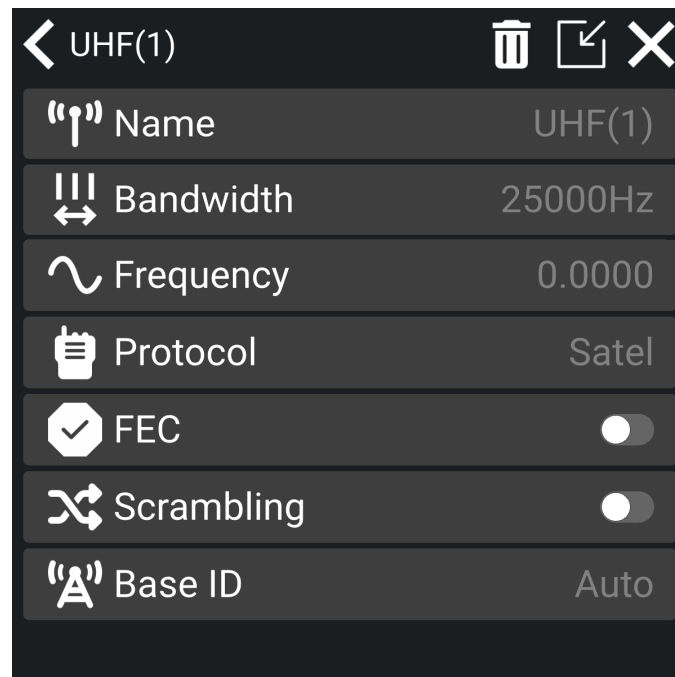 UHF(1)
Name UHF(1)
Bandwidth 25000Hz
Frequency 0.0000
Protocol Satel
FEC
Scrambling
Base ID Auto